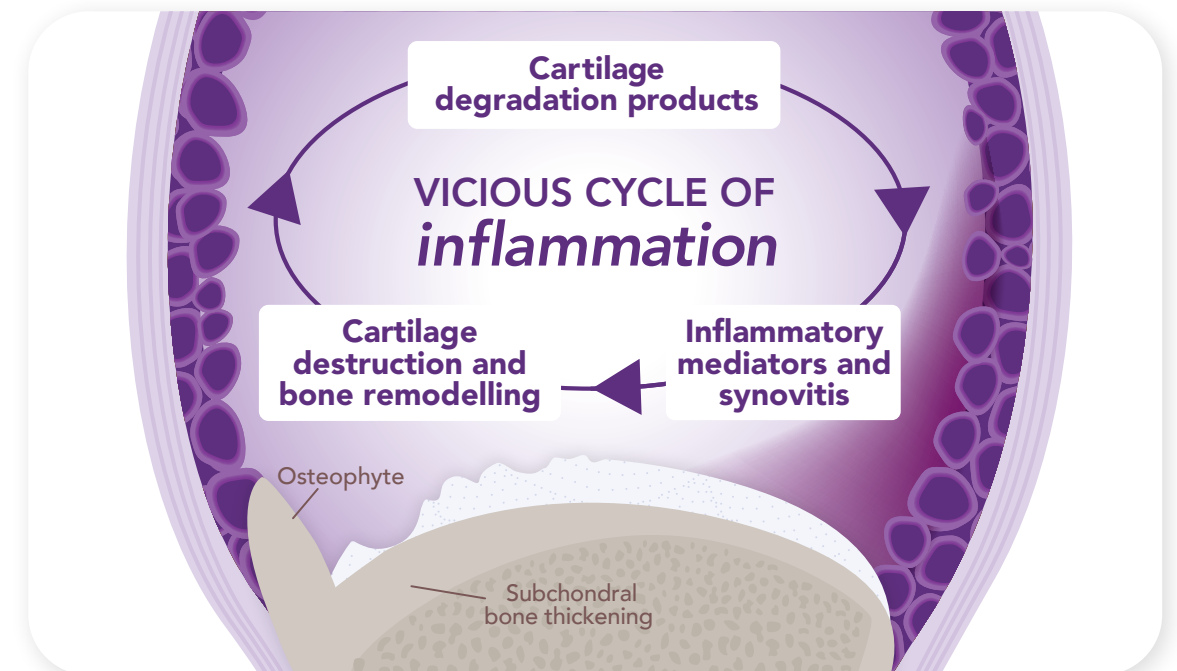 Cartilage
degradation products
VICIOUS CYCLE OF
inflammation
Cartilage
destruction and
bone remodelling
Inflammatory
mediators and
synovitis
Osteophyte
Subchondral
bone thickening